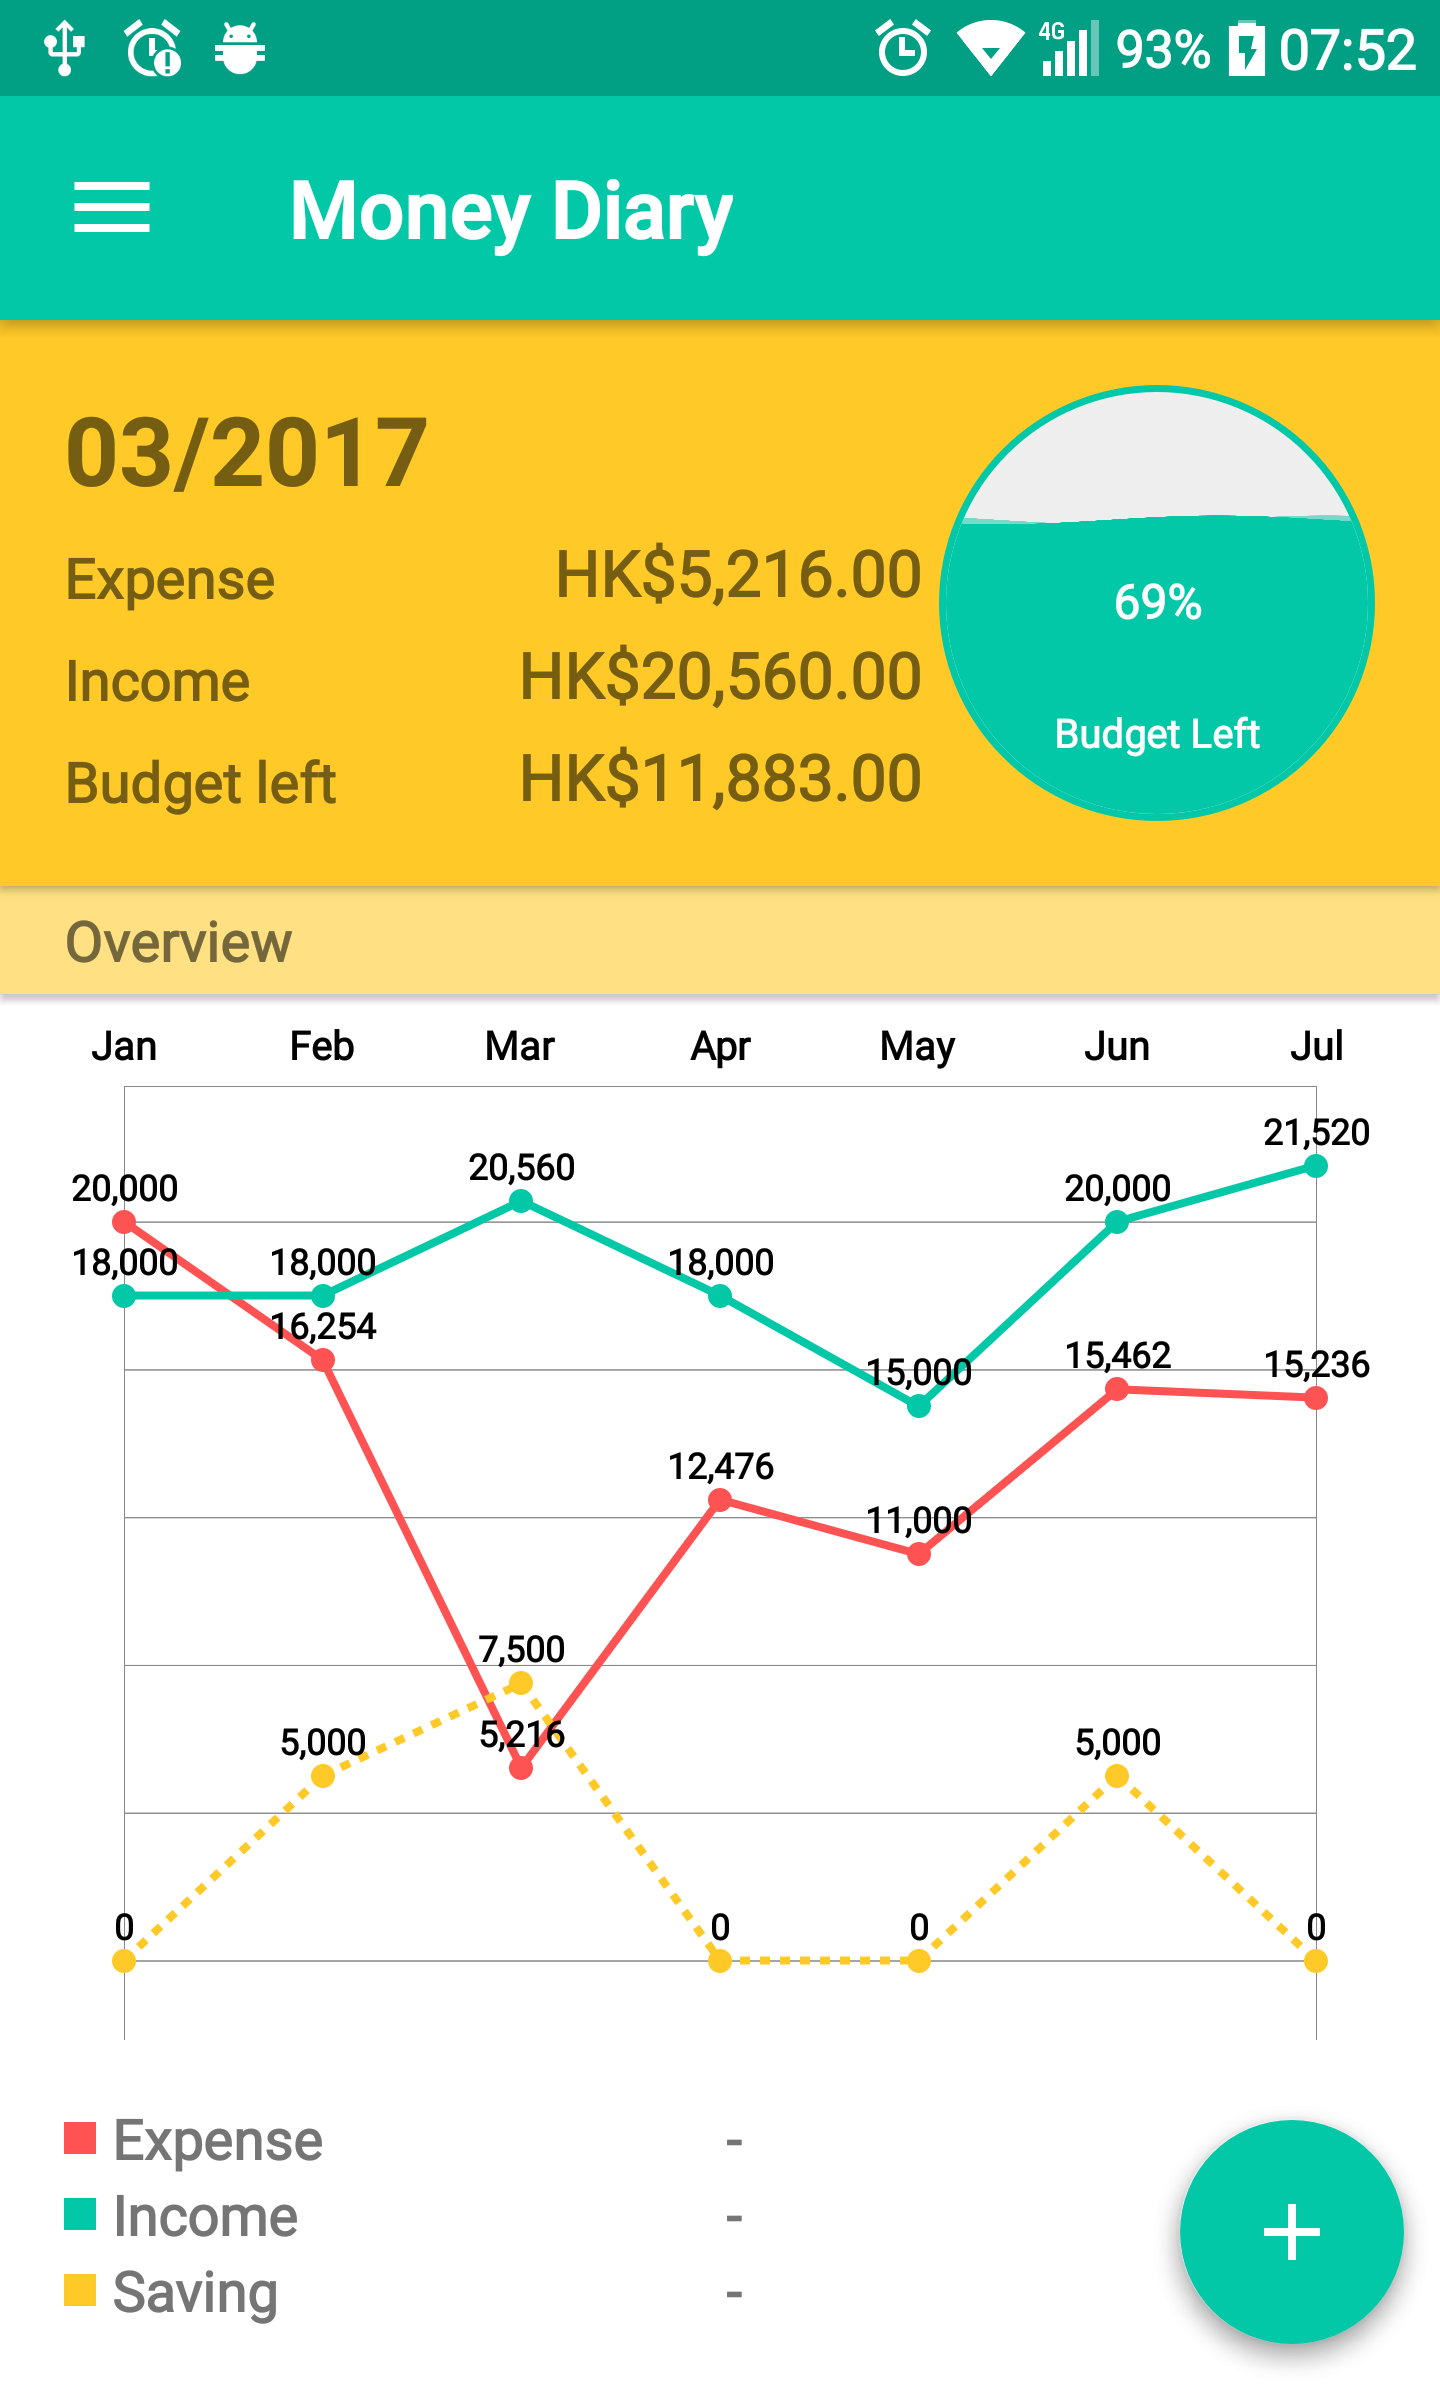 4G 93% 07:52
Money Diary
03/2017
Expense HK$5,216.00
Income HK$20,560.00
Budget left HK$11,883.00
69%
Budget Left
Overview
Jan Feb Mar Apr May Jun Jul
21,520
20,560
20,000 20,000
18,000 18,000 18,000
16,254
15,462 15,236
15,000
12,476
11,000
7,500
5,216
5,000 5,000
0 0 0 0
Expense -
Income -
Saving -